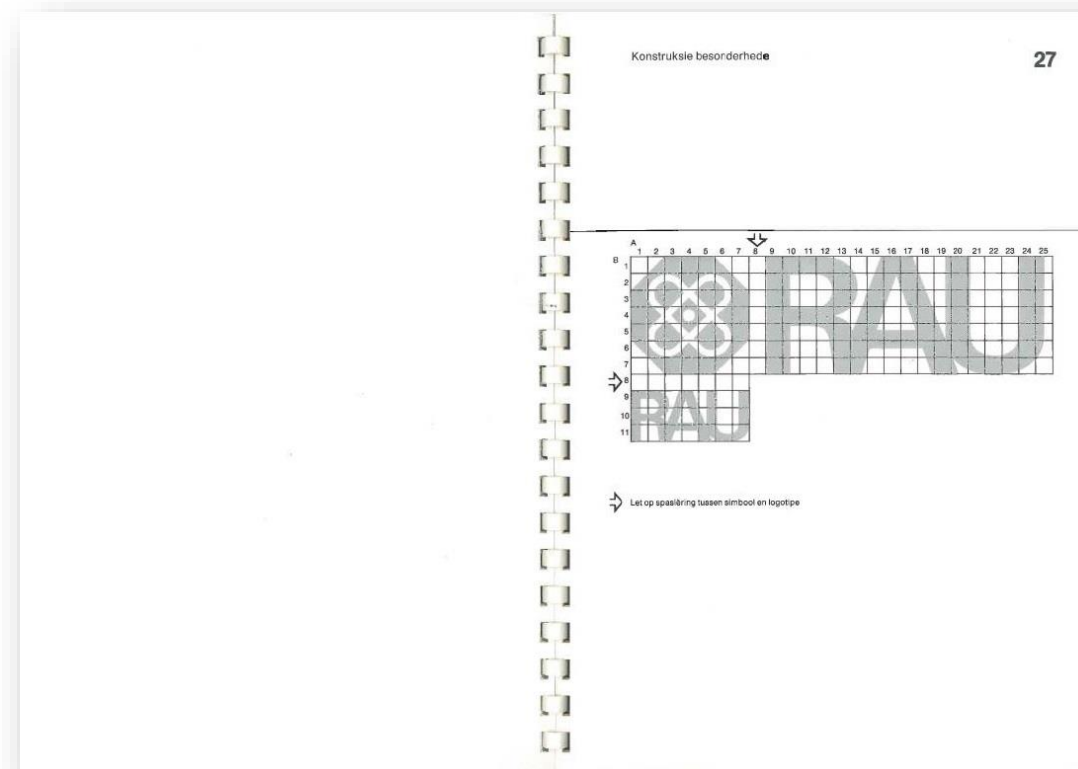 Konstruksie besonderhede
27
A
1 2 3 4 5 6 7 8 9 10 11 12 13 14 15 16 17 18 19 20 21 22 23 24 25
B
1
2
3
4
5
6
7
8
9
10
11
RAU
RAU
Let op spasiëring tussen simbool en logotipe